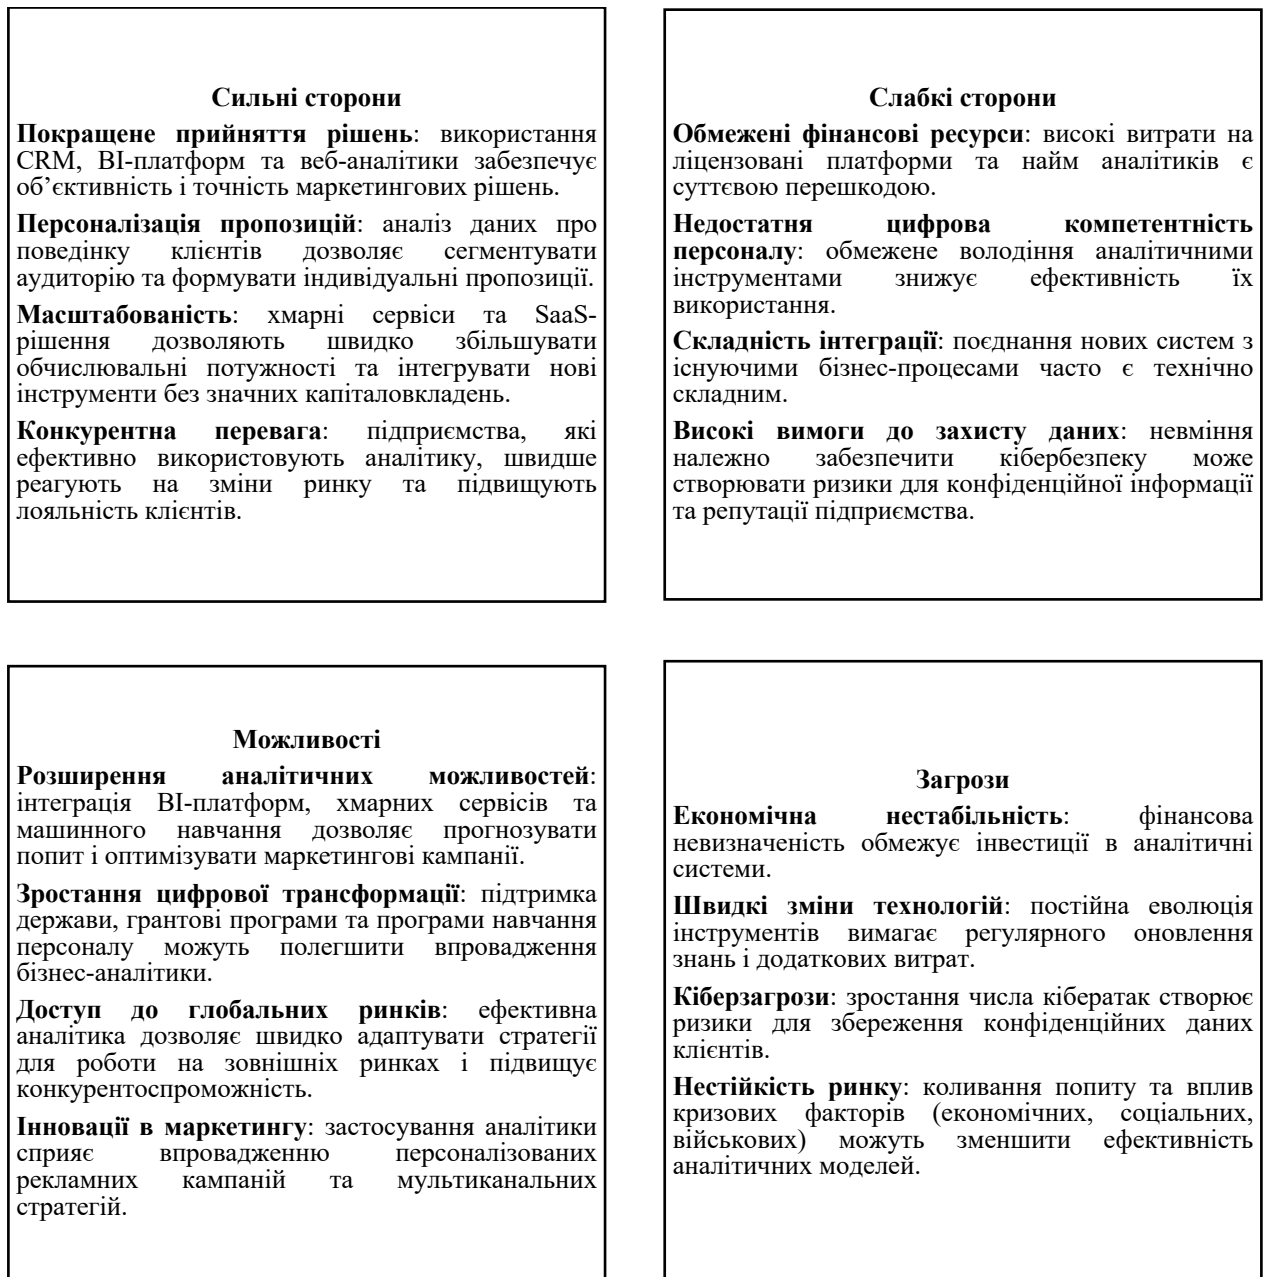 Сильні сторони
Покращене прийняття рішень: використання
CRM, BI-платформ та веб-аналітики забезпечує
об’єктивність і точність маркетингових рішень.
Персоналізація пропозицій: аналіз даних про
поведінку клієнтів дозволяє сегментувати
аудиторію та формувати індивідуальні пропозиції.
Масштабованість: хмарні сервіси та SaaS-
рішення дозволяють швидко збільшувати
обчислювальні потужності та інтегрувати нові
інструменти без значних капіталовкладень.
Конкурентна перевага: підприємства, які
ефективно використовують аналітику, швидше
реагують на зміни ринку та підвищують
лояльність клієнтів.
Слабкі сторони
Обмежені фінансові ресурси: високі витрати на
ліцензовані платформи та найм аналітиків є
суттєвою перешкодою.
Недостатня цифрова компетентність
персоналу: обмежене володіння аналітичними
інструментами знижує ефективність їх
використання.
Складність інтеграції: поєднання нових систем з
існуючими бізнес-процесами часто є технічно
складним.
Високі вимоги до захисту даних: невміння
належно забезпечити кібербезпеку може
створювати ризики для конфіденційної інформації
та репутації підприємства.
Можливості
Розширення аналітичних можливостей:
інтеграція BI-платформ, хмарних сервісів та
машинного навчання дозволяє прогнозувати
попит і оптимізувати маркетингові кампанії.
Зростання цифрової трансформації: підтримка
держави, грантові програми та програми навчання
персоналу можуть полегшити впровадження
бізнес-аналітики.
Доступ до глобальних ринків: ефективна
аналітика дозволяє швидко адаптувати стратегії
для роботи на зовнішніх ринках і підвищує
конкурентоспроможність.
Інновації в маркетингу: застосування аналітики
сприяє впровадженню персоналізованих
рекламних кампаній та мультиканальних
стратегій.
Загрози
Економічна нестабільність: фінансова
невизначеність обмежує інвестиції в аналітичні
системи.
Швидкі зміни технологій: постійна еволюція
інструментів вимагає регулярного оновлення
знань і додаткових витрат.
Кіберзагрози: зростання числа кібератак створює
ризики для збереження конфіденційних даних
клієнтів.
Нестійкість ринку: коливання попиту та вплив
кризових факторів (економічних, соціальних,
військових) можуть зменшити ефективність
аналітичних моделей.